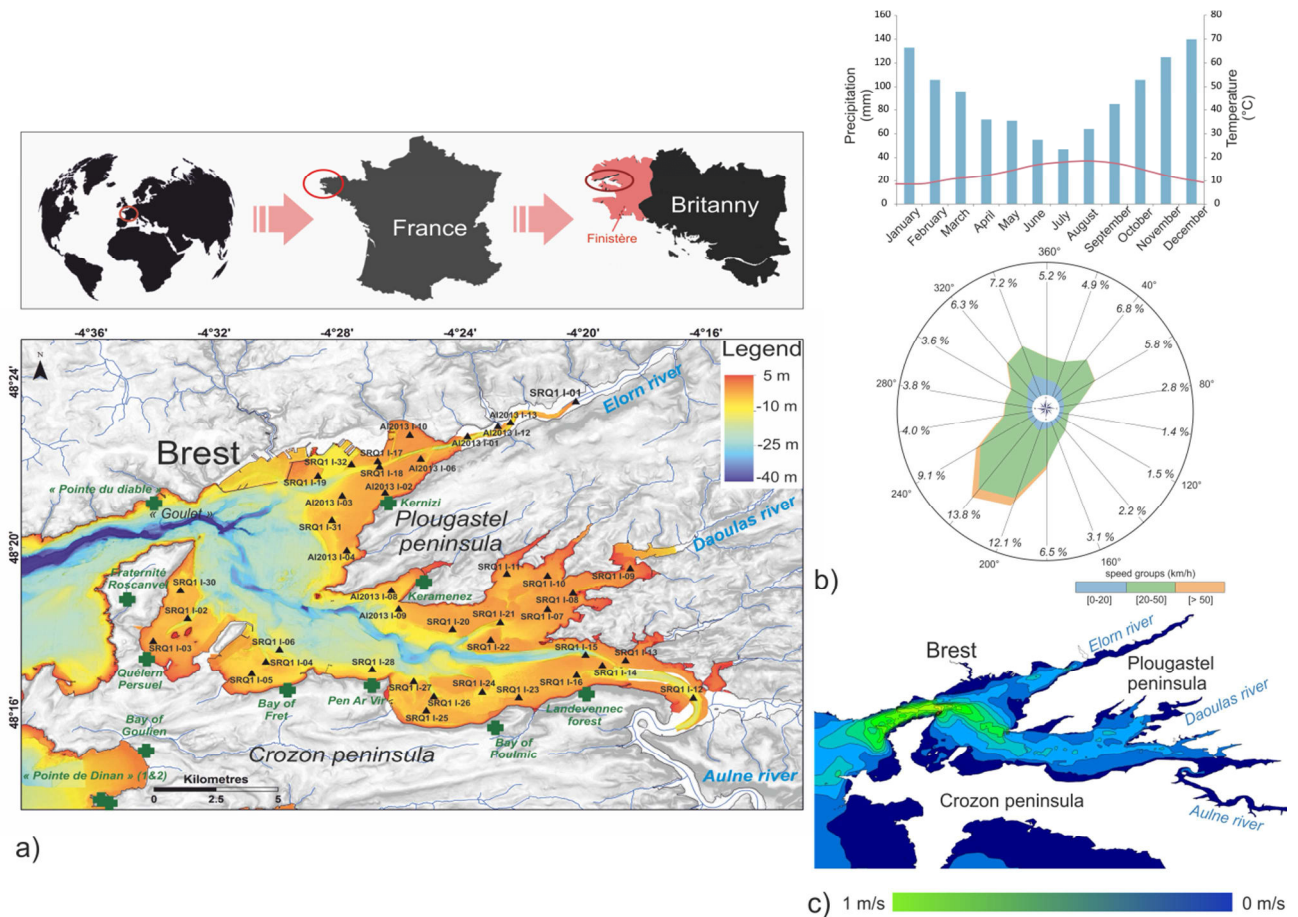 France
Britanny
Finistère
-4°36'
-4°32'
-4°28'
-4°24'
-4°20'
-4°16'
N
48°24'
48°20'
48°16'
Legend
5 m
-10 m
-25 m
-40 m
Elorn river
Daoulas river
Aulne river
Brest
Plougastel
peninsula
Crozon peninsula
« Pointe du diable »
« Goulet »
Kernizi
Fraternité
Roscanvel
Keramenez
Quélern
Persuel
Bay of
Fret
Pen Ar Vir
Landevennec
forest
Bay of
Poulmic
Bay of
Goulien
« Pointe de Dinan » (1&2)
SRQ1 I-01
AI2013 I-13
AI2013 I-12
AI2013 I-01
AI2013 I-10
SRQ1 I-17
SRQ1 I-32
SRQ1 I-18
AI2013 I-06
SRQ1 I-19
AI2013 I-02
AI2013 I-03
SRQ1 I-31
AI2013 I-04
SRQ1 I-11
SRQ1 I-09
SRQ1 I-10
SRQ1 I-30
AI2013 I-08
SRQ1 I-08
AI2013 I-09
SRQ1 I-02
SRQ1 I-20
SRQ1 I-21
SRQ1 I-07
SRQ1 I-03
SRQ1 I-06
SRQ1 I-22
SRQ1 I-15
SRQ1 I-13
SRQ1 I-04
SRQ1 I-28
SRQ1 I-14
SRQ1 I-05
SRQ1 I-27
SRQ1 I-24
SRQ1 I-16
SRQ1 I-12
SRQ1 I-26
SRQ1 I-23
SRQ1 I-25
Kilometres
0 2.5 5
a)
Precipitation
(mm)
160
140
120
100
80
60
40
20
0
Temperature
(°C)
80
70
60
50
40
30
20
10
0
January
February
March
April
May
June
July
August
September
October
November
December
360°
40°
80°
120°
160°
200°
240°
280°
320°
5.2 %
4.9 %
6.8 %
5.8 %
2.8 %
1.4 %
1.5 %
2.2 %
3.1 %
6.5 %
12.1 %
13.8 %
9.1 %
4.0 %
3.8 %
3.6 %
6.3 %
7.2 %
b)
speed groups (km/h)
[0-20] [20-50] [> 50]
Brest
Elorn river
Plougastel
peninsula
Daoulas river
Crozon peninsula
Aulne river
c) 1 m/s 0 m/s